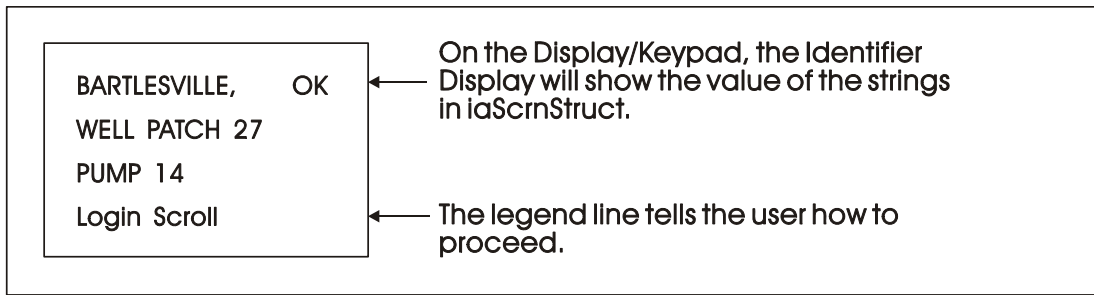 BARTLESVILLE, OK
WELL PATCH 27
PUMP 14
Login Scroll
On the Display/Keypad, the Identifier
Display will show the value of the strings
in iaScrnStruct.
The legend line tells the user how to
proceed.